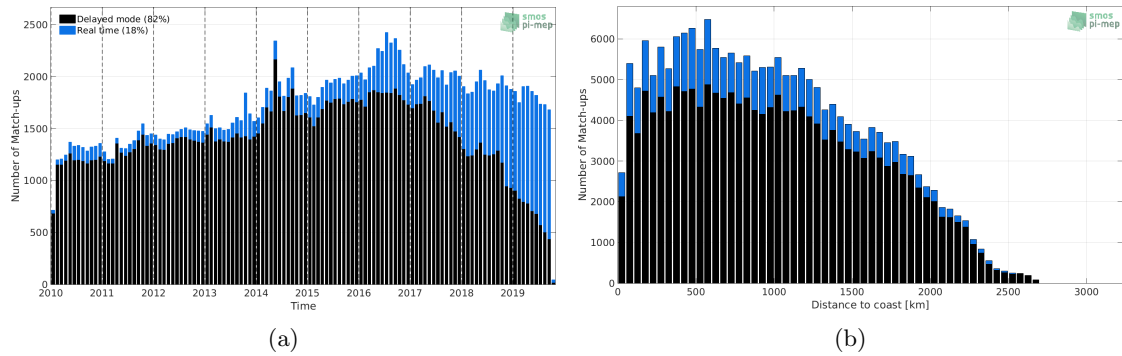 Delayed mode (82%)
Real time (18%)
smos
pi-mep
Number of Match-ups
2500
2000
1500
1000
500
0
2010 2011 2012 2013 2014 2015 2016 2017 2018 2019
Time
(a)
smos
pi-mep
Number of Match-ups
6000
5000
4000
3000
2000
1000
0
0 500 1000 1500 2000 2500 3000
Distance to coast [km]
(b)